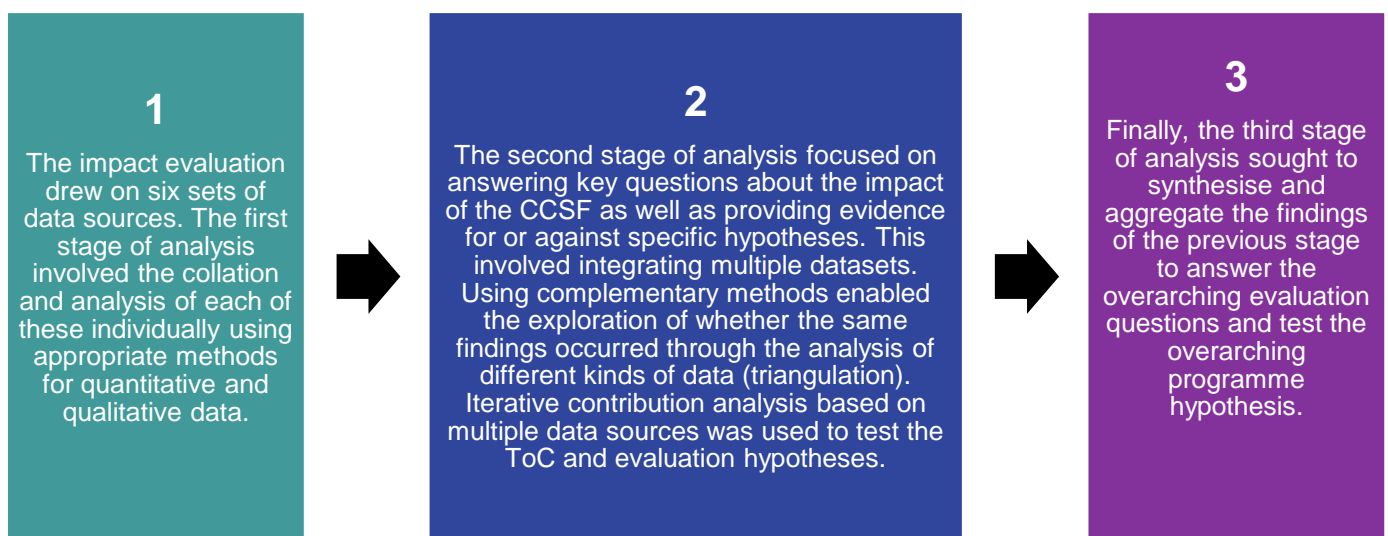 1
The impact evaluation
drew on six sets of
data sources. The first
stage of analysis
involved the collation
and analysis of each of
these individually using
appropriate methods
for quantitative and
qualitative data.
2
The second stage of analysis focused on
answering key questions about the impact
of the CCSF as well as providing evidence
for or against specific hypotheses. This
involved integrating multiple datasets.
Using complementary methods enabled
the exploration of whether the same
findings occurred through the analysis of
different kinds of data (triangulation).
Iterative contribution analysis based on
multiple data sources was used to test the
ToC and evaluation hypotheses.
3
Finally, the third stage
of analysis sought to
synthesise and
aggregate the findings
of the previous stage
to answer the
overarching evaluation
questions and test the
overarching
programme
hypothesis.